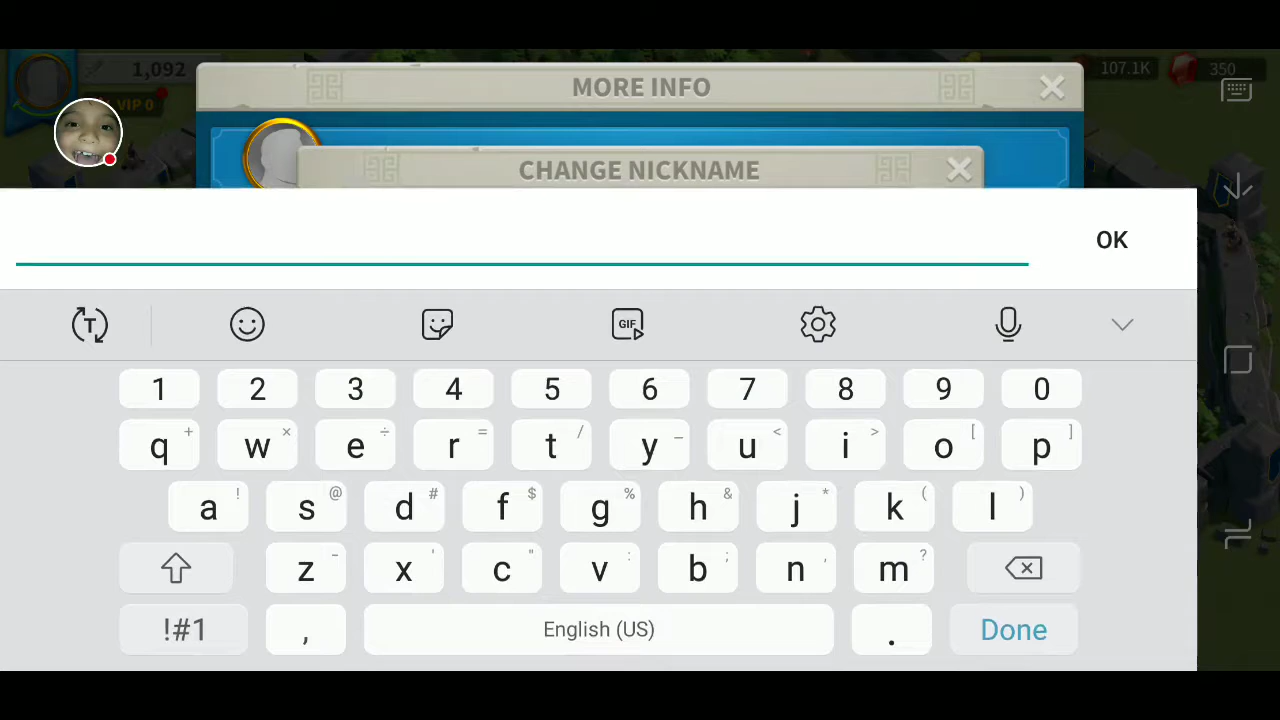 1,092
MORE INFO
107.1K
350
VIP 0
CHANGE NICKNAME
OK
T
GIF
1 2 3 4 5 6 7 8 9 0
q + w × e ÷ r = t / y _ u < i > o [ p ]
a ! s @ d # f $ g % h & j * k ( l )
z - x ' c " v : b ; n , m ?
!#1 , English (US) . Done